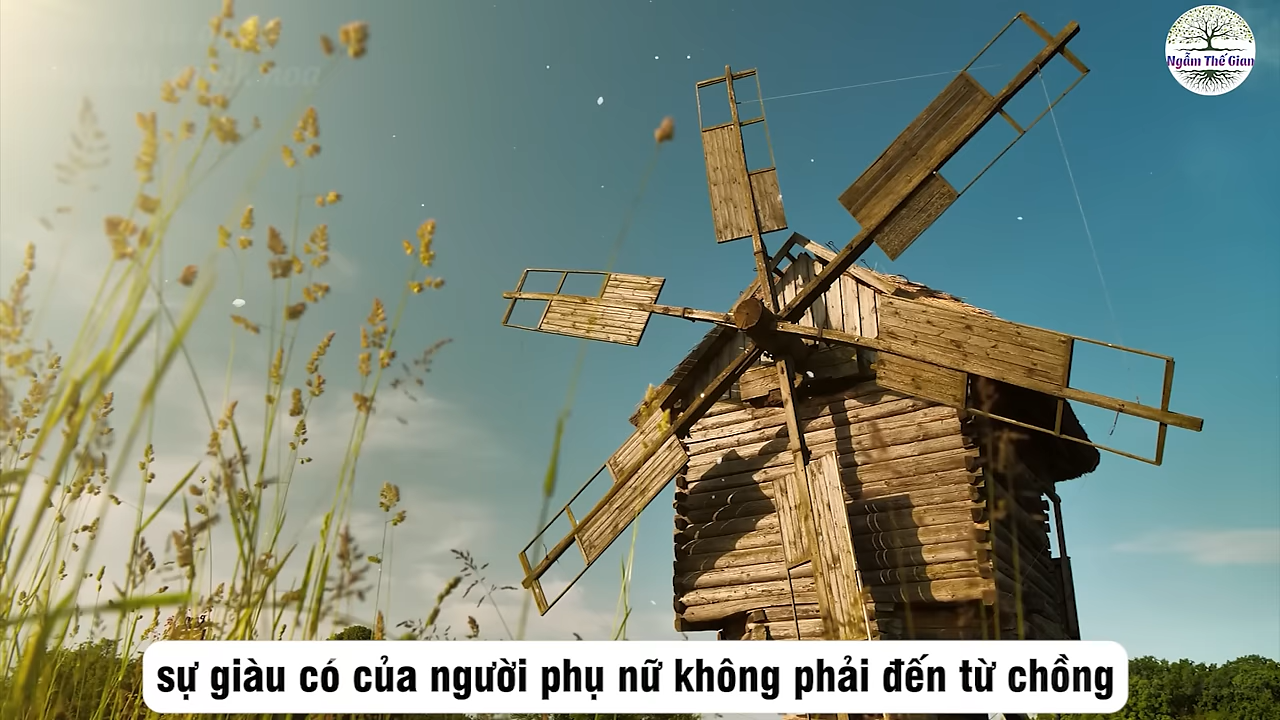 Ngẫm Thế Gian
sự giàu có của người phụ nữ không phải đến từ chồng